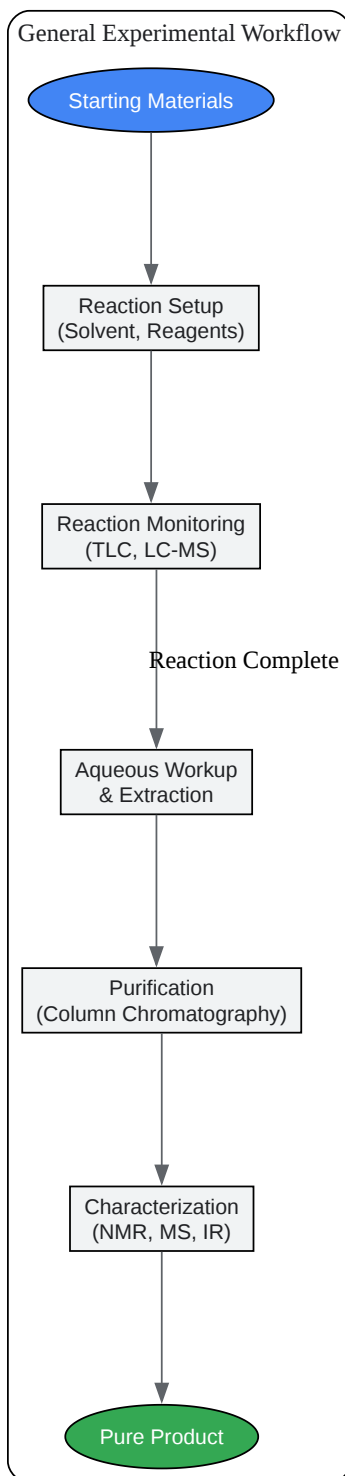 General Experimental Workflow
Starting Materials
Reaction Setup
(Solvent, Reagents)
Reaction Monitoring
(TLC, LC-MS)
Reaction Complete
Aqueous Workup
& Extraction
Purification
(Column Chromatography)
Characterization
(NMR, MS, IR)
Pure Product